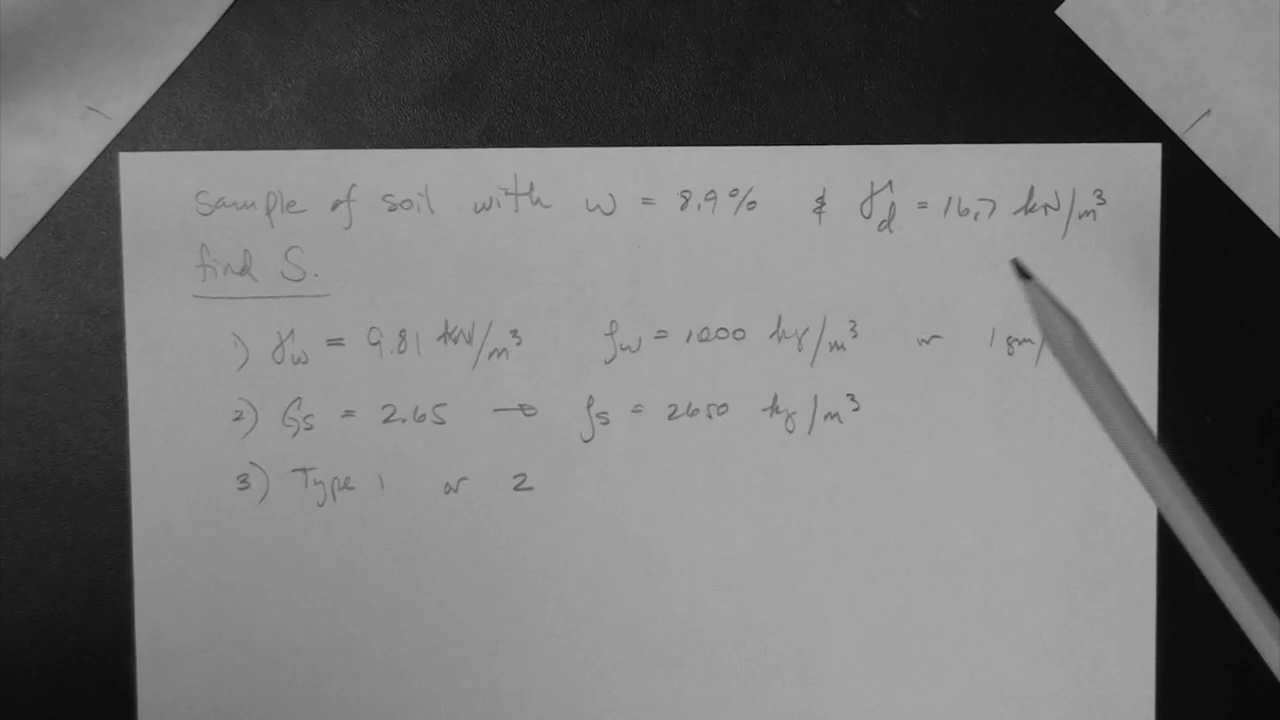 Sample of soil with w = 8.9% & γd = 16.7 kN/m³
find S.
1) γw = 9.81 kN/m³ ρw = 1000 kg/m³ or 1 gm/
2) Gs = 2.65 → ρs = 2650 kg/m³
3) Type 1 or 2